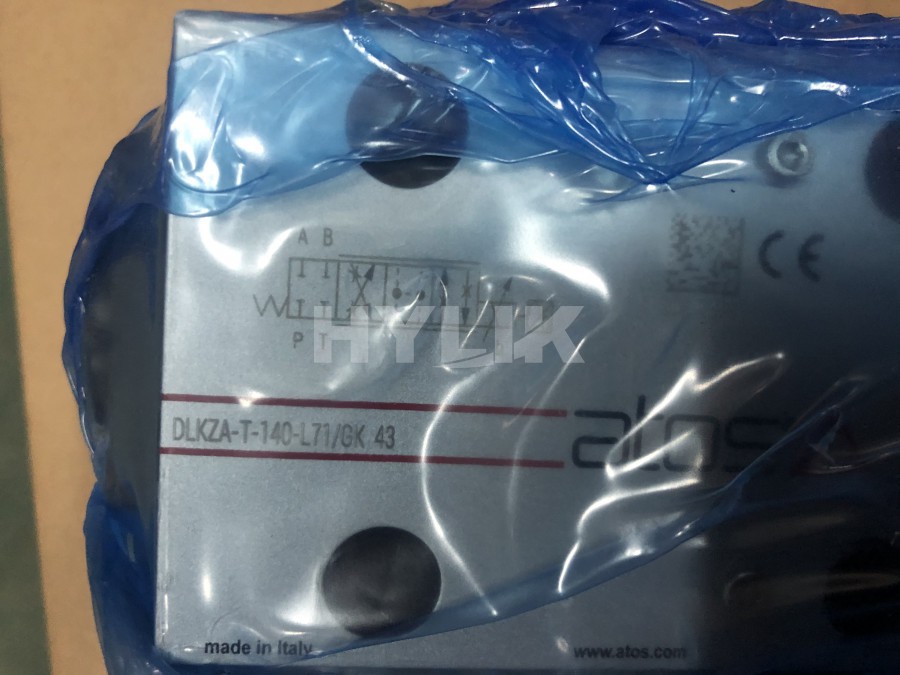 A B
CE
P T
HYLIK
DLKZA-T-140-L71/GK 43
atos
made in Italy
www.atos.com